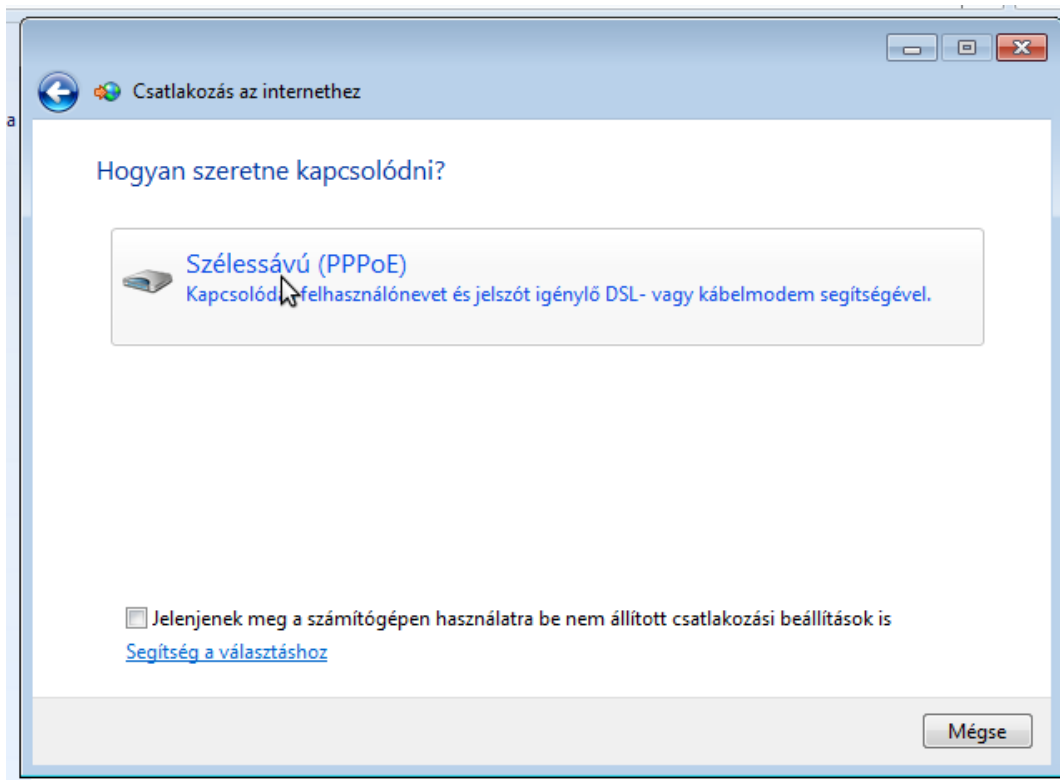 Csatlakozás az internethez
a
Hogyan szeretne kapcsolódni?
Szélessávú (PPPoE)
felhasználónevet és jelszót igénylő DSL- vagy kábelmodem segítségével.
Jelenjenek meg a számítógépen használatra be nem állított csatlakozási beállítások is
Segítség a választáshoz
Mégse